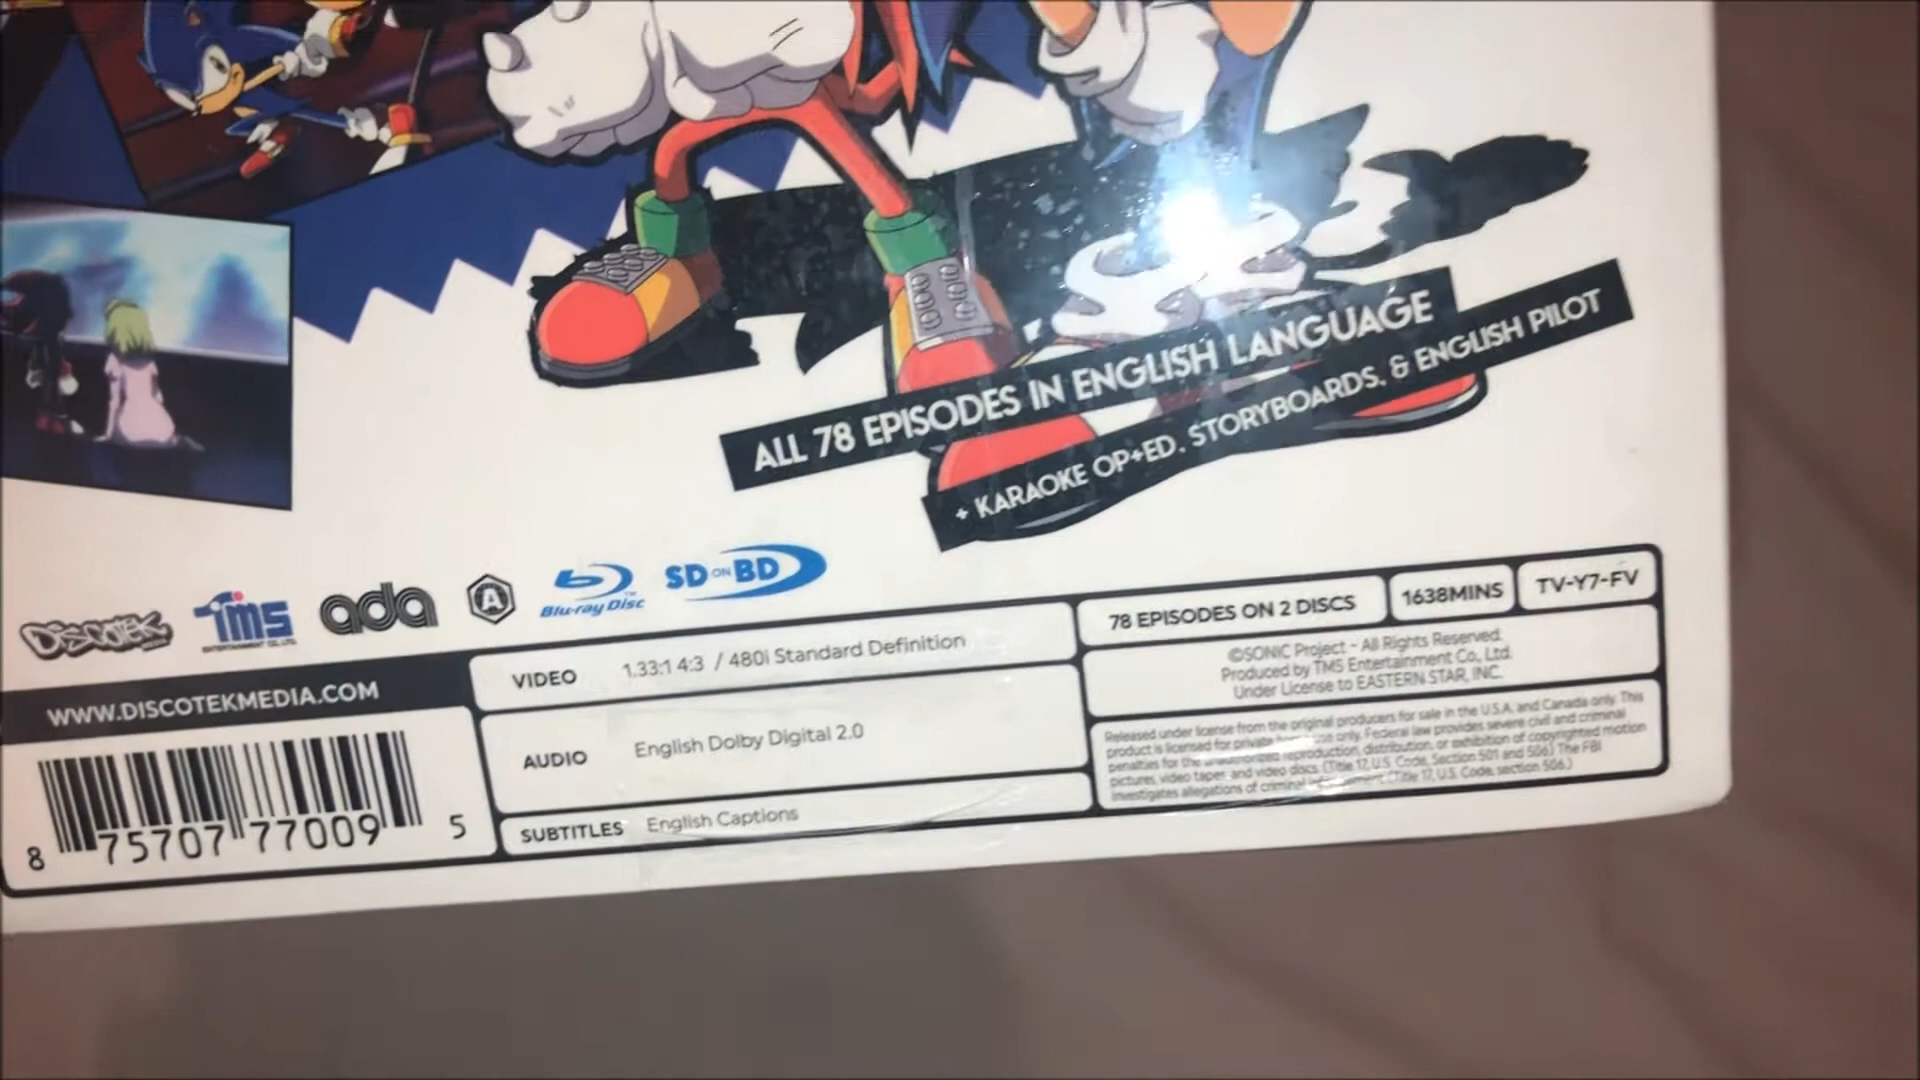 ALL 78 EPISODES IN ENGLISH LANGUAGE
+ KARAOKE OP+ED, STORYBOARDS, & ENGLISH PILOT
DISCOTEK
TMS
ENTERTAINMENT CO., LTD.
ada
A
Blu-ray Disc
SD ON BD
WWW.DISCOTEKMEDIA.COM
8 75707 77009 5
VIDEO 1.33:1 4:3 / 480i Standard Definition
AUDIO English Dolby Digital 2.0
SUBTITLES English Captions
78 EPISODES ON 2 DISCS
1638MINS
TV-Y7-FV
©SONIC Project - All Rights Reserved.
Produced by TMS Entertainment Co., Ltd.
Under License to EASTERN STAR, INC.
Released under license from the original producers for sale in the U.S.A. and Canada only. This
product is licensed for private home use only. Federal law provides severe civil and criminal
penalties for the unauthorized reproduction, distribution, or exhibition of copyrighted motion
pictures, video tapes and video discs. (Title 17, U.S. Code, Section 501 and 506) The FBI
investigates allegations of criminal infringement. (Title 17, U.S. Code, section 506.)